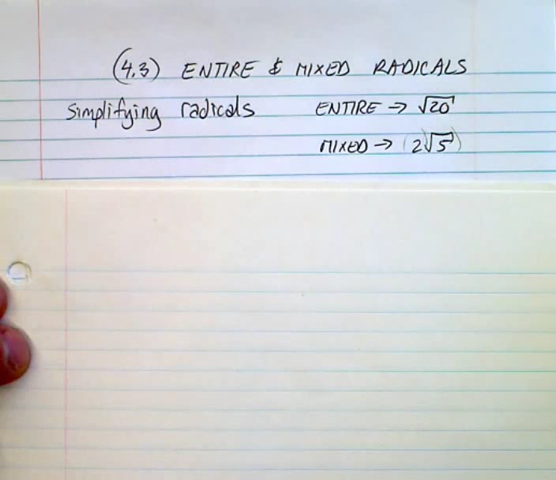 (4.3) ENTIRE & MIXED RADICALS
Simplifying radicals ENTIRE → √20
MIXED → (2√5)